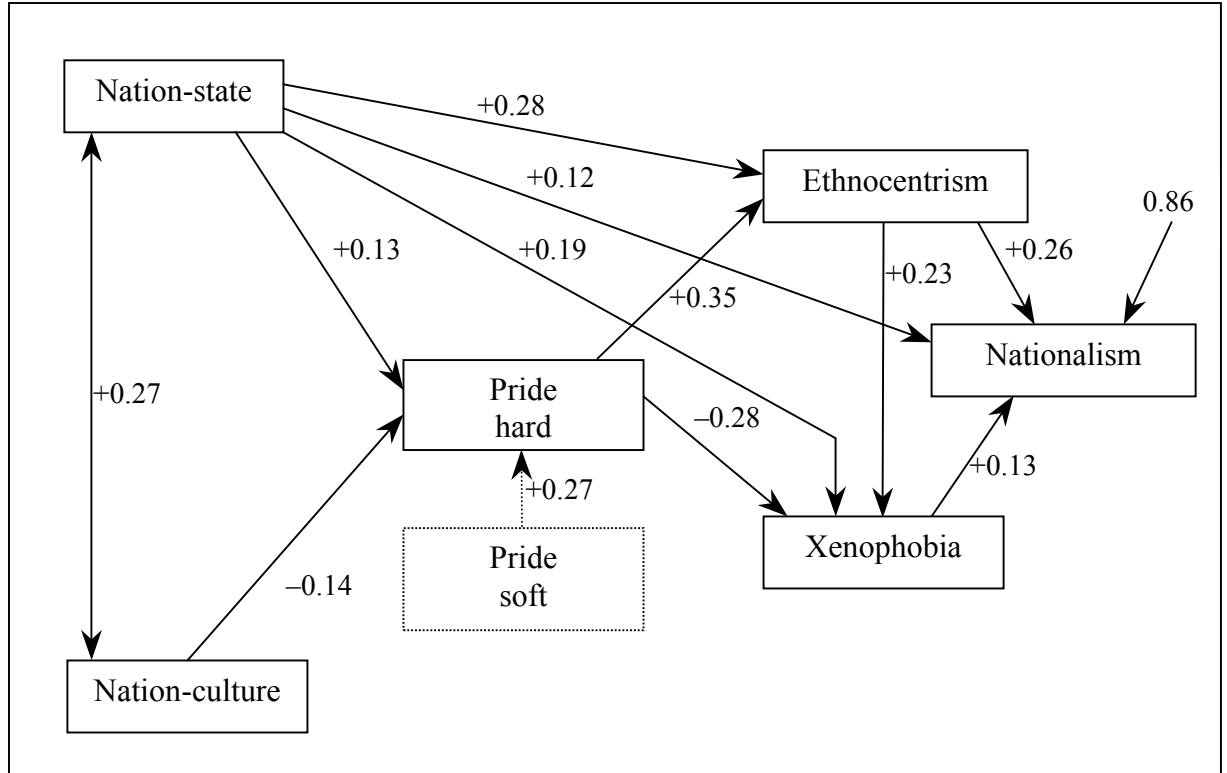 Nation-state
+0.28
Ethnocentrism
+0.12
0.86
+0.13
+0.19
+0.26
+0.23
+0.35
Nationalism
+0.27
Pride
hard
–0.28
+0.13
+0.27
Xenophobia
Pride
soft
–0.14
Nation-culture